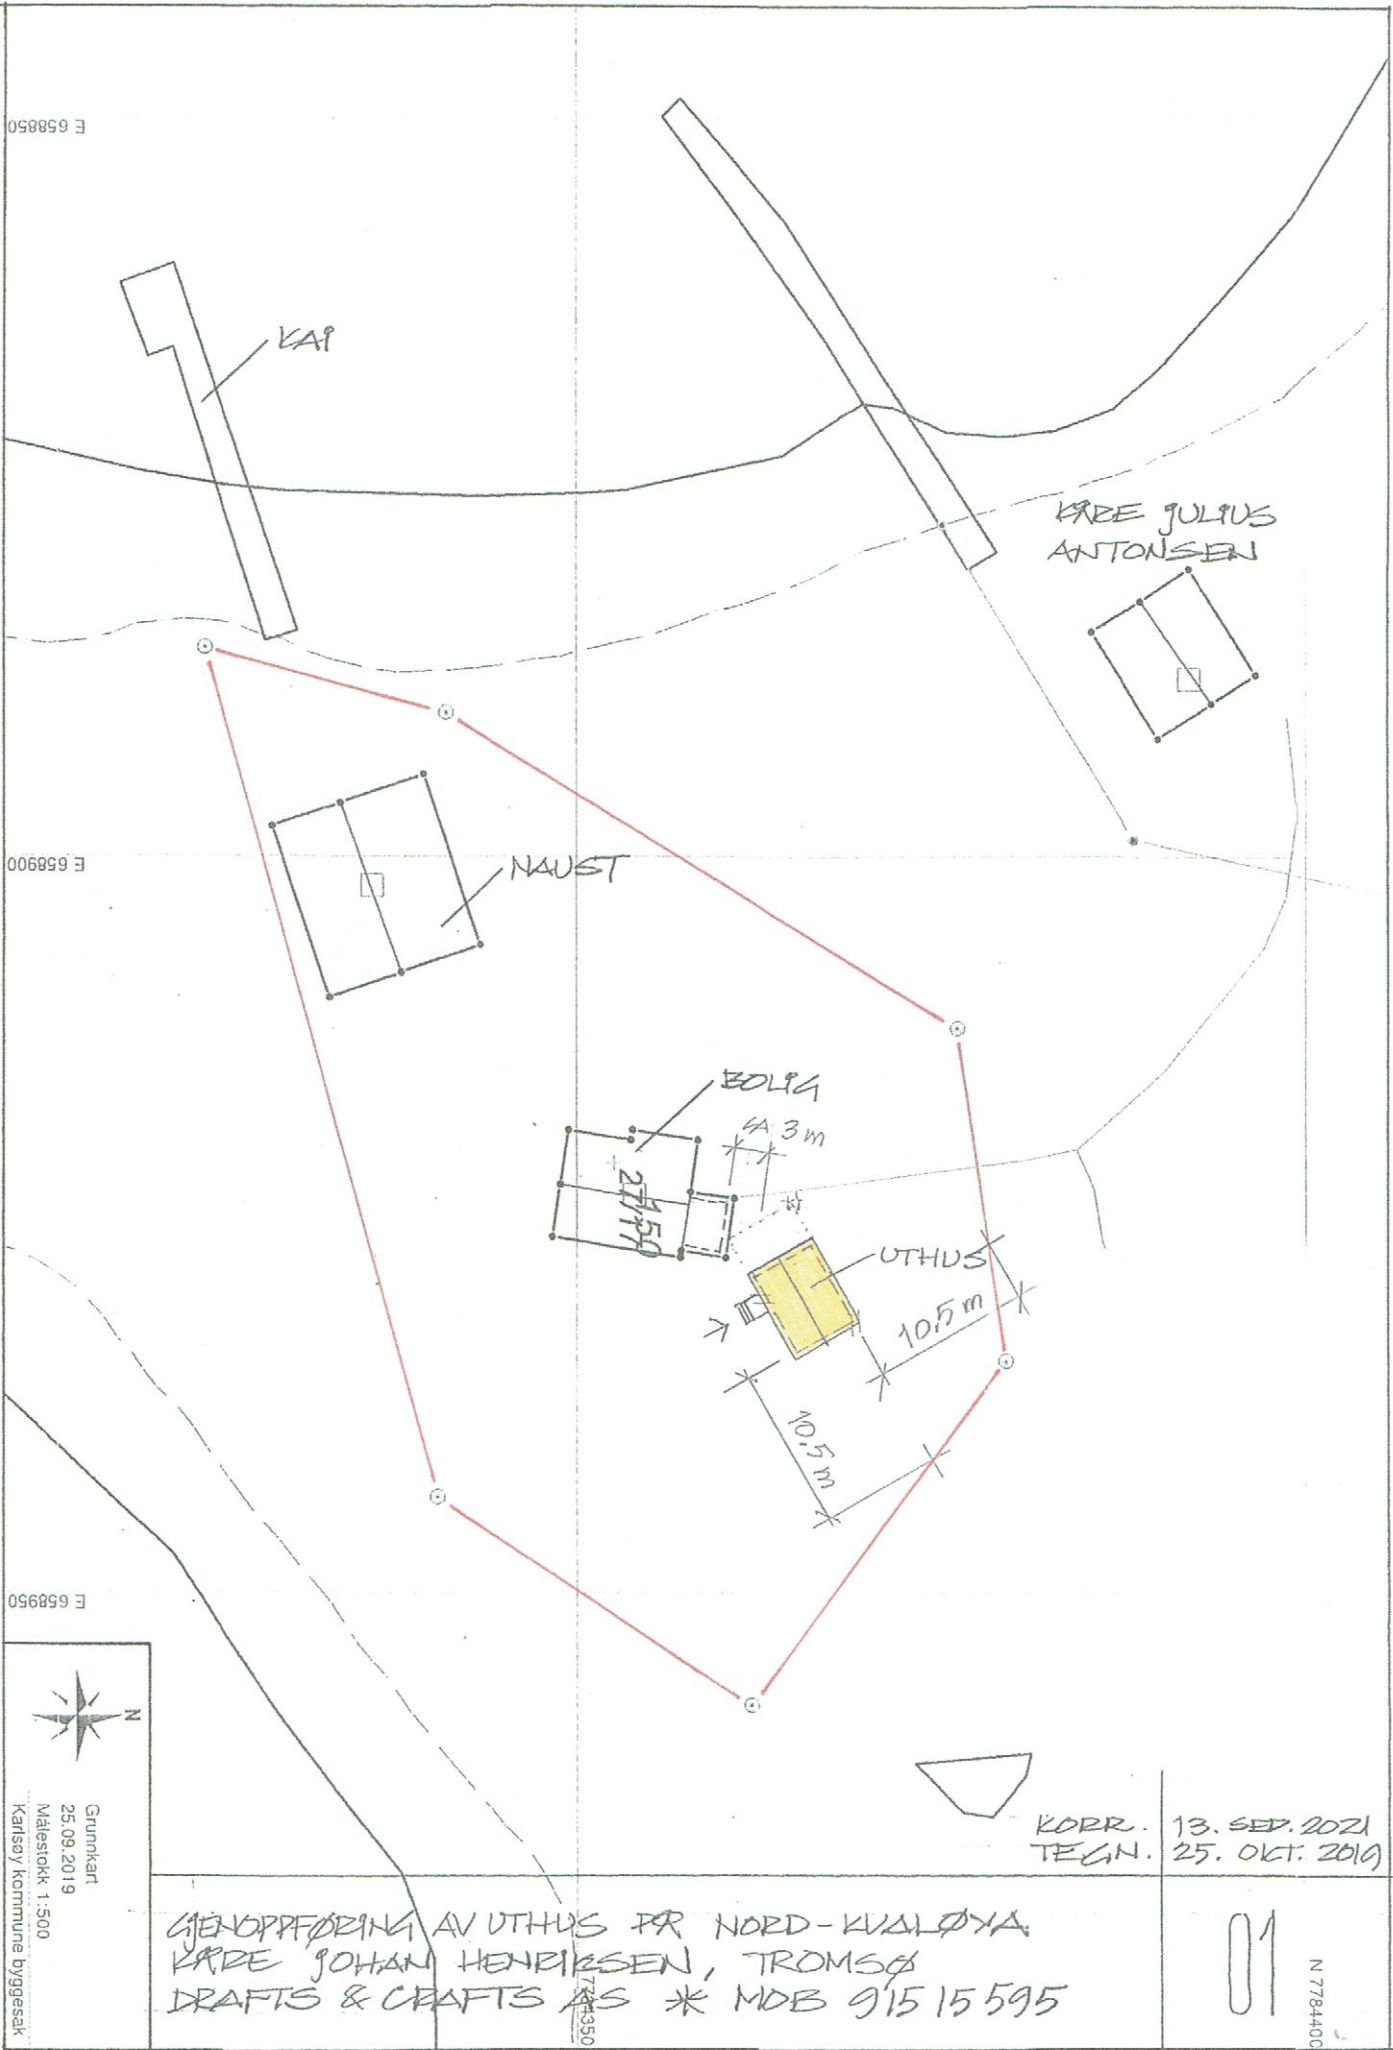 E 658850
KAI
KÅRE JULIUS
ANTONSEN
E 658900
NAUST
BOLIG
CA 3 m
27/17
UTHUS
10,5 m
10,5 m
E 658950
N
Grunnkart
25.09.2019
Målestokk 1:500
Karlsøy kommune byggesak
KORR. 13. SEP. 2021
TEGN. 25. OKT. 2019
GJENOPPFØRING AV UTHUS PÅ NORD-KVALØYA
KÅRE JOHAN HENRIKSEN, TROMSØ
DRAFTS & CRAFTS AS * MOB 915 15 595
01
N 7784400